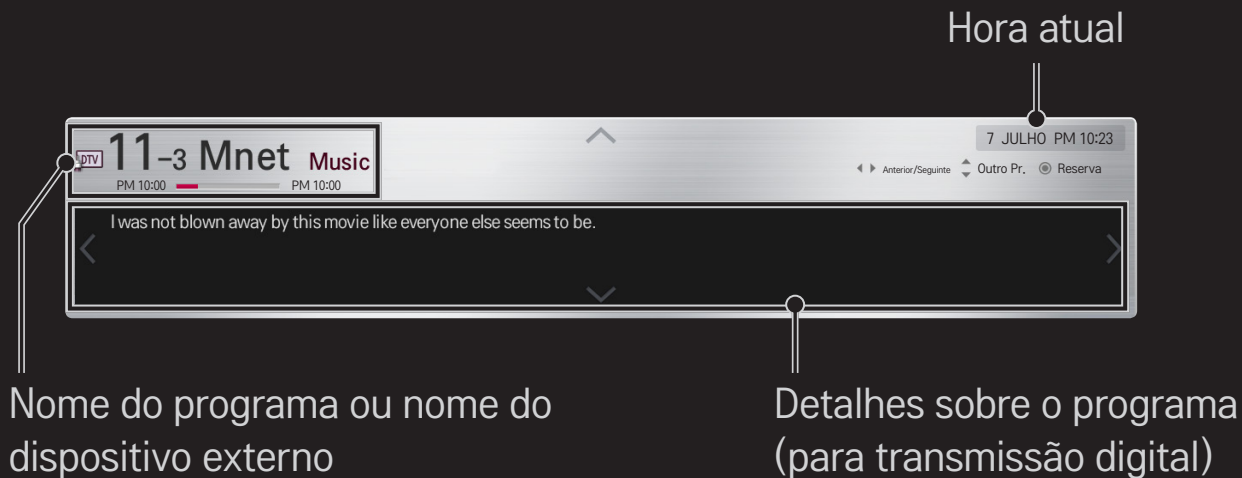 Hora atual
DTV 11-3 Mnet Music
PM 10:00 PM 10:00
7 JULHO PM 10:23
Anterior/Seguinte Outro Pr. Reserva
I was not blown away by this movie like everyone else seems to be.
Nome do programa ou nome do
dispositivo externo
Detalhes sobre o programa
(para transmissão digital)